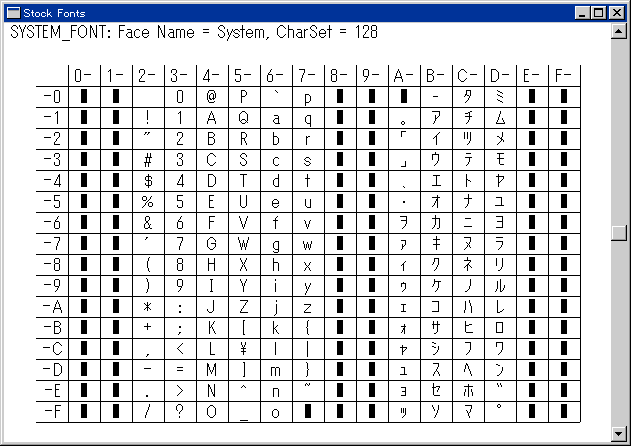 Stock Fonts
SYSTEM_FONT: Face Name = System, CharSet = 128
0- 1- 2- 3- 4- 5- 6- 7- 8- 9- A- B- C- D- E- F-
-0 0 @ P ` p ｰ ﾀ ﾐ
-1 ! 1 A Q a q ｡ ｱ ﾁ ﾑ
-2 " 2 B R b r ｢ ｲ ﾂ ﾒ
-3 # 3 C S c s ｣ ｳ ﾃ ﾓ
-4 $ 4 D T d t ､ ｴ ﾄ ﾔ
-5 % 5 E U e u ･ ｵ ﾅ ﾕ
-6 & 6 F V f v ｦ ｶ ﾆ ﾖ
-7 ' 7 G W g w ｧ ｷ ﾇ ﾗ
-8 ( 8 H X h x ｨ ｸ ﾈ ﾘ
-9 ) 9 I Y i y ｩ ｹ ﾉ ﾙ
-A * : J Z j z ｪ ｺ ﾊ ﾚ
-B + ; K [ k { ｫ ｻ ﾋ ﾛ
-C , < L ¥ l | ｬ ｼ ﾌ ﾜ
-D - = M ] m } ｭ ｽ ﾍ ﾝ
-E . > N ^ n ~ ｮ ｾ ﾎ ﾞ
-F / ? O _ o ｯ ｿ ﾏ ﾟ